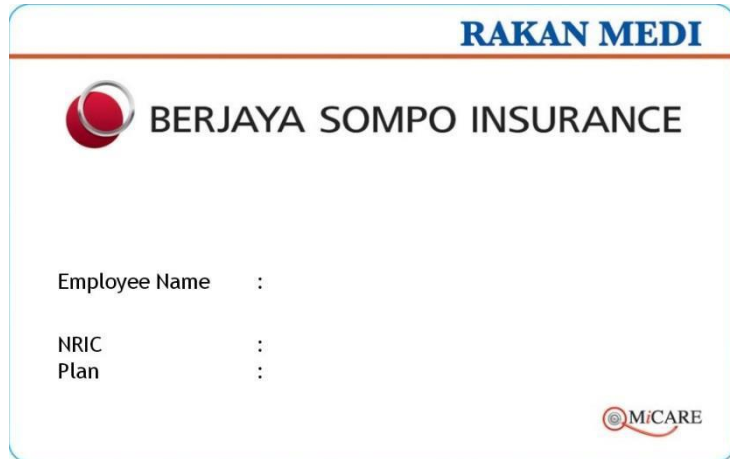 RAKAN MEDI
BERJAYA SOMPO INSURANCE
Employee Name :
NRIC :
Plan :
MiCARE